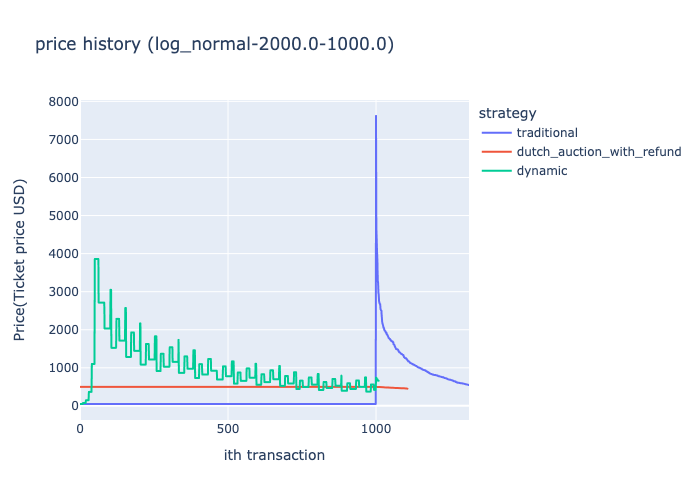 price history (log_normal-2000.0-1000.0)
strategy
traditional
dutch_auction_with_refund
dynamic
8000
7000
6000
5000
4000
3000
2000
1000
0
Price(Ticket price USD)
0
500
1000
ith transaction